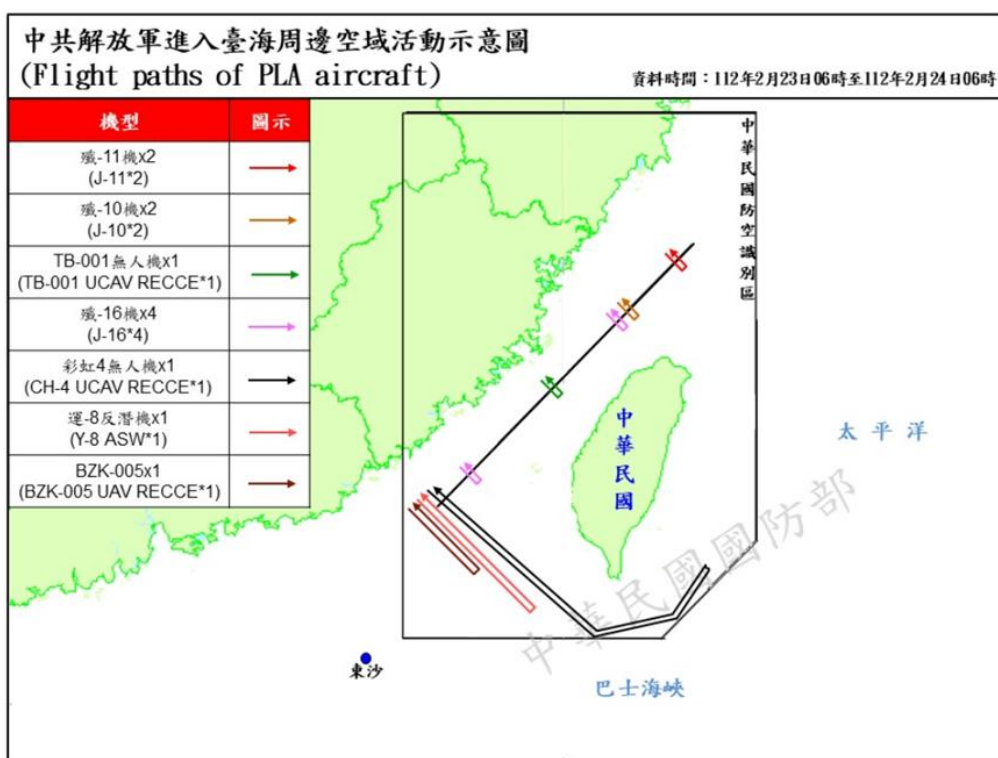 中共解放軍進入臺海周邊空域活動示意圖
(Flight paths of PLA aircraft)
資料時間：112年2月23日06時至112年2月24日06時
機型
圖示
殲-11機x2
(J-11*2)
殲-10機x2
(J-10*2)
TB-001無人機x1
(TB-001 UCAV RECCE*1)
殲-16機x4
(J-16*4)
彩虹4無人機x1
(CH-4 UCAV RECCE*1)
運-8反潛機x1
(Y-8 ASW*1)
BZK-005x1
(BZK-005 UAV RECCE*1)
中華民國防空識別區
中華民國
太平洋
中華民國國防部
東沙
巴士海峽